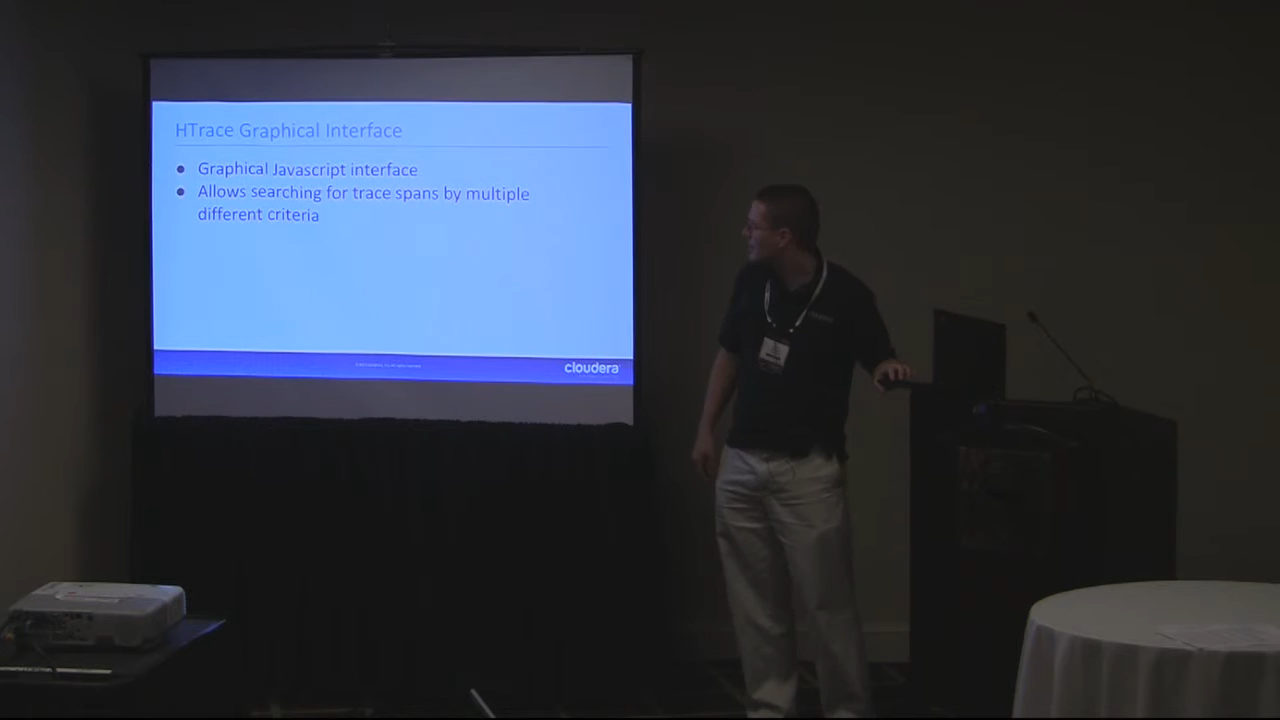 HTrace Graphical Interface
● Graphical Javascript interface
● Allows searching for trace spans by multiple
different criteria
cloudera